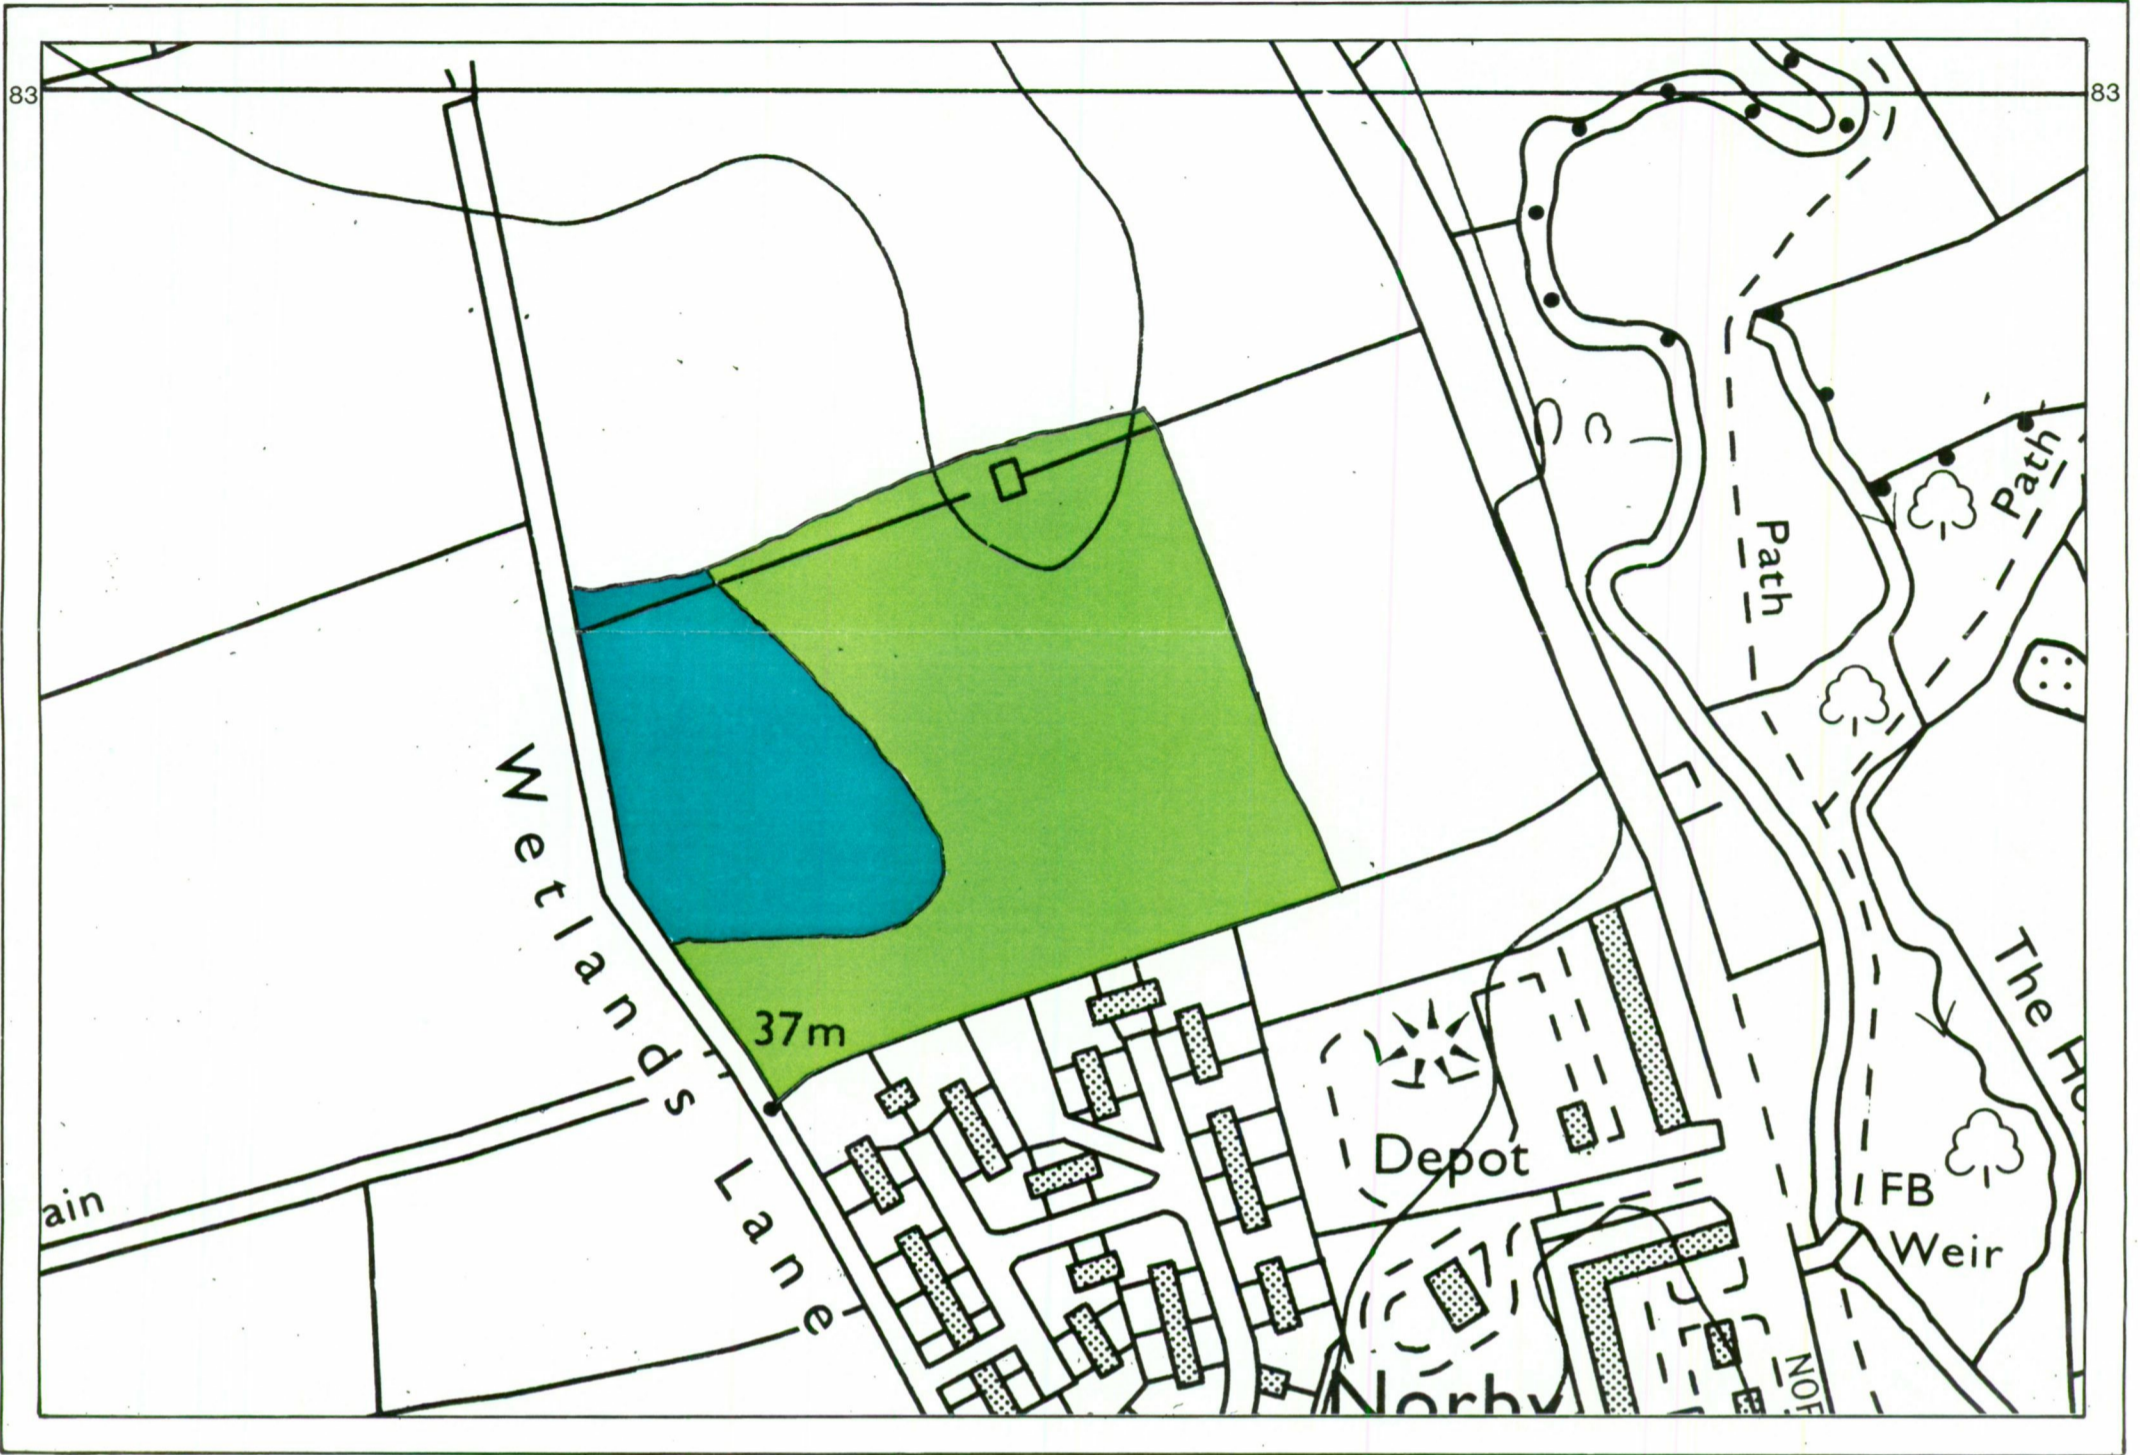 83
83
Path
Path
Wetlands Lane
37m
The Ho
Depot
ain
FB
Weir
Norby
NOR